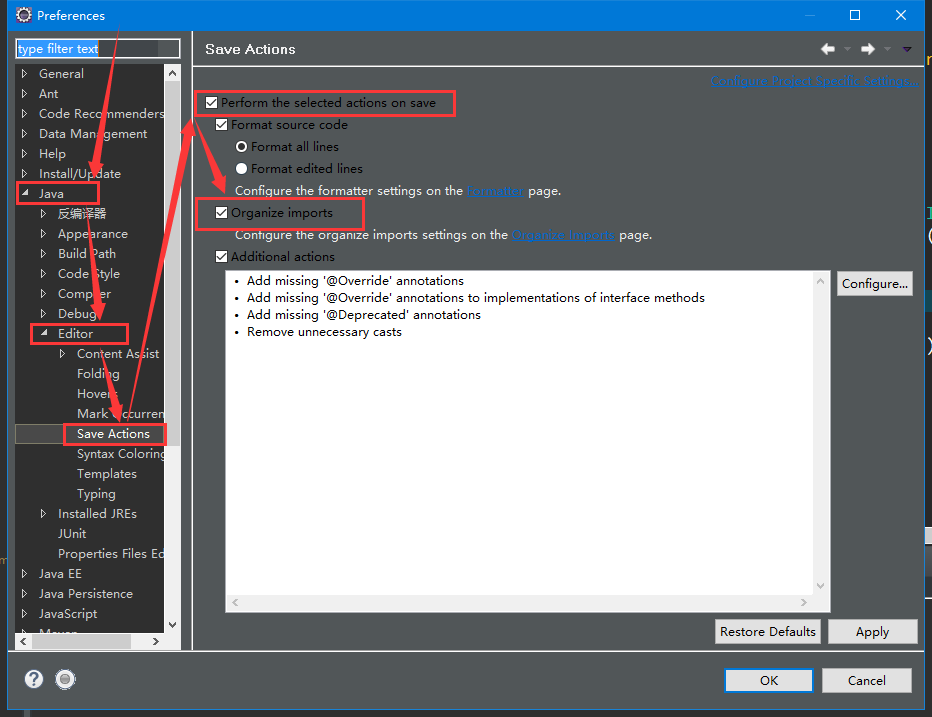 Preferences
type filter text
General
Ant
Code Recommenders
Data Management
Help
Install/Update
Java
反编译器
Appearance
Build Path
Code Style
Compiler
Debug
Editor
Content Assist
Folding
Hovers
Mark Occurren
Save Actions
Syntax Coloring
Templates
Typing
Installed JREs
JUnit
Properties Files Ed
Java EE
Java Persistence
JavaScript
Maven
Save Actions
Configure Project Specific Settings...
Perform the selected actions on save
Format source code
Format all lines
Format edited lines
Configure the formatter settings on the Formatter page.
Organize imports
Configure the organize imports settings on the Organize Imports page.
Additional actions
• Add missing '@Override' annotations
• Add missing '@Override' annotations to implementations of interface methods
• Add missing '@Deprecated' annotations
• Remove unnecessary casts
Configure...
Restore Defaults
Apply
?
OK
Cancel